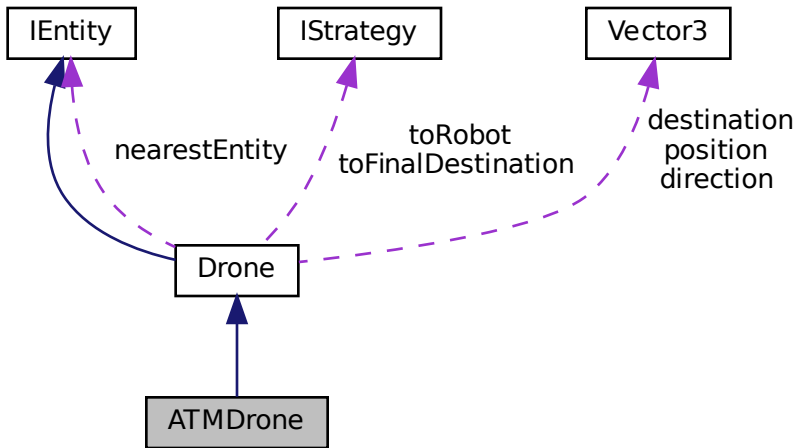 IEntity
IStrategy
Vector3
nearestEntity
toRobot
toFinalDestination
destination
position
direction
Drone
ATMDrone